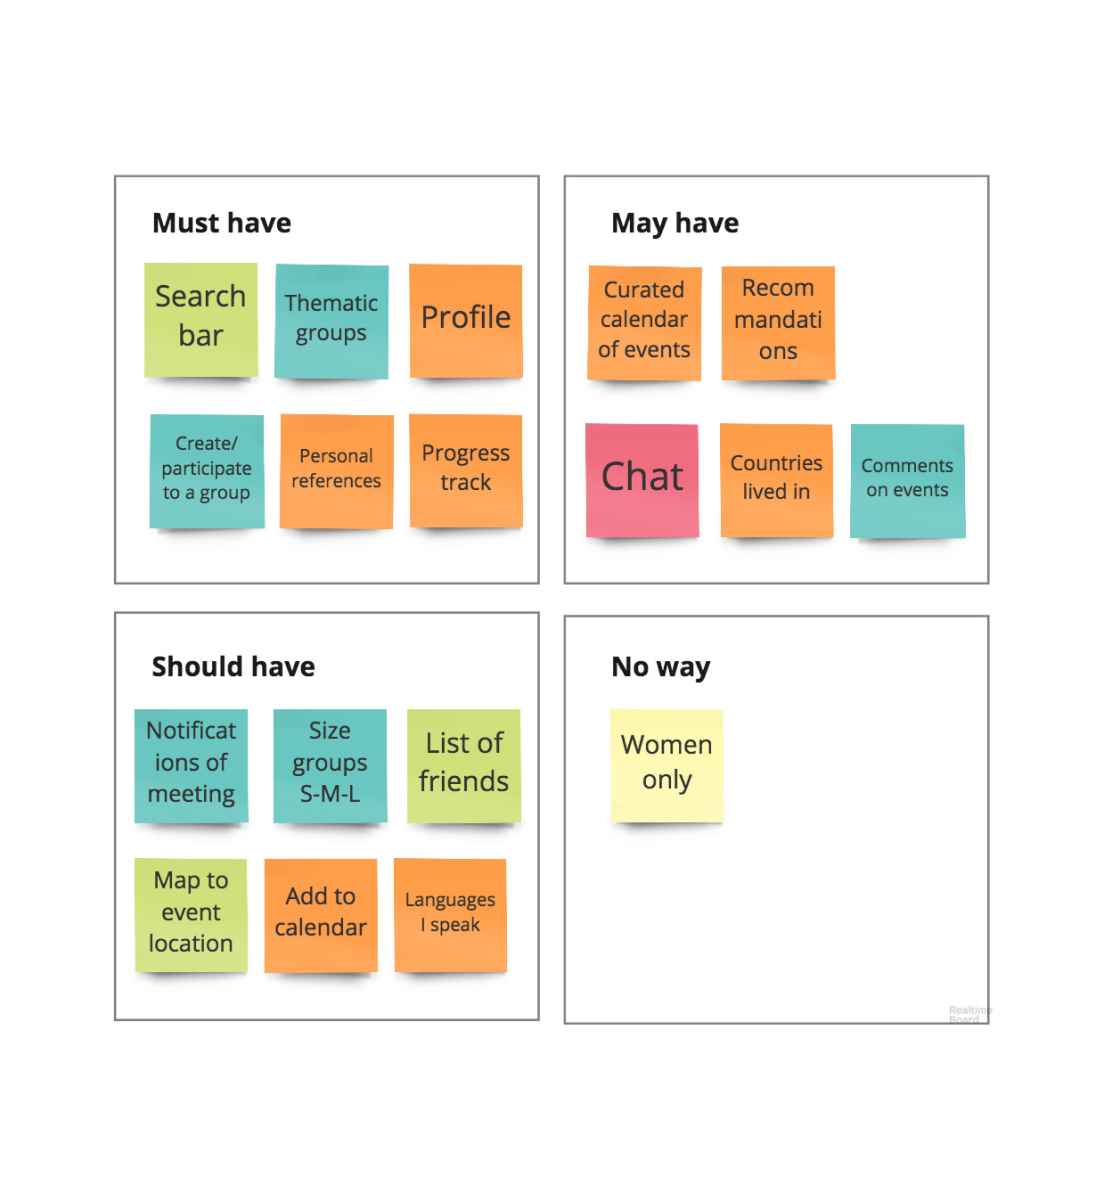 Must have
Search
bar
Thematic
groups
Profile
Create/
participate
to a group
Personal
references
Progress
track
May have
Curated
calendar
of events
Recom
mandati
ons
Chat
Countries
lived in
Comments
on events
Should have
Notificat
ions of
meeting
Size
groups
S-M-L
List of
friends
Map to
event
location
Add to
calendar
Languages
I speak
No way
Women
only
Realtime
Board